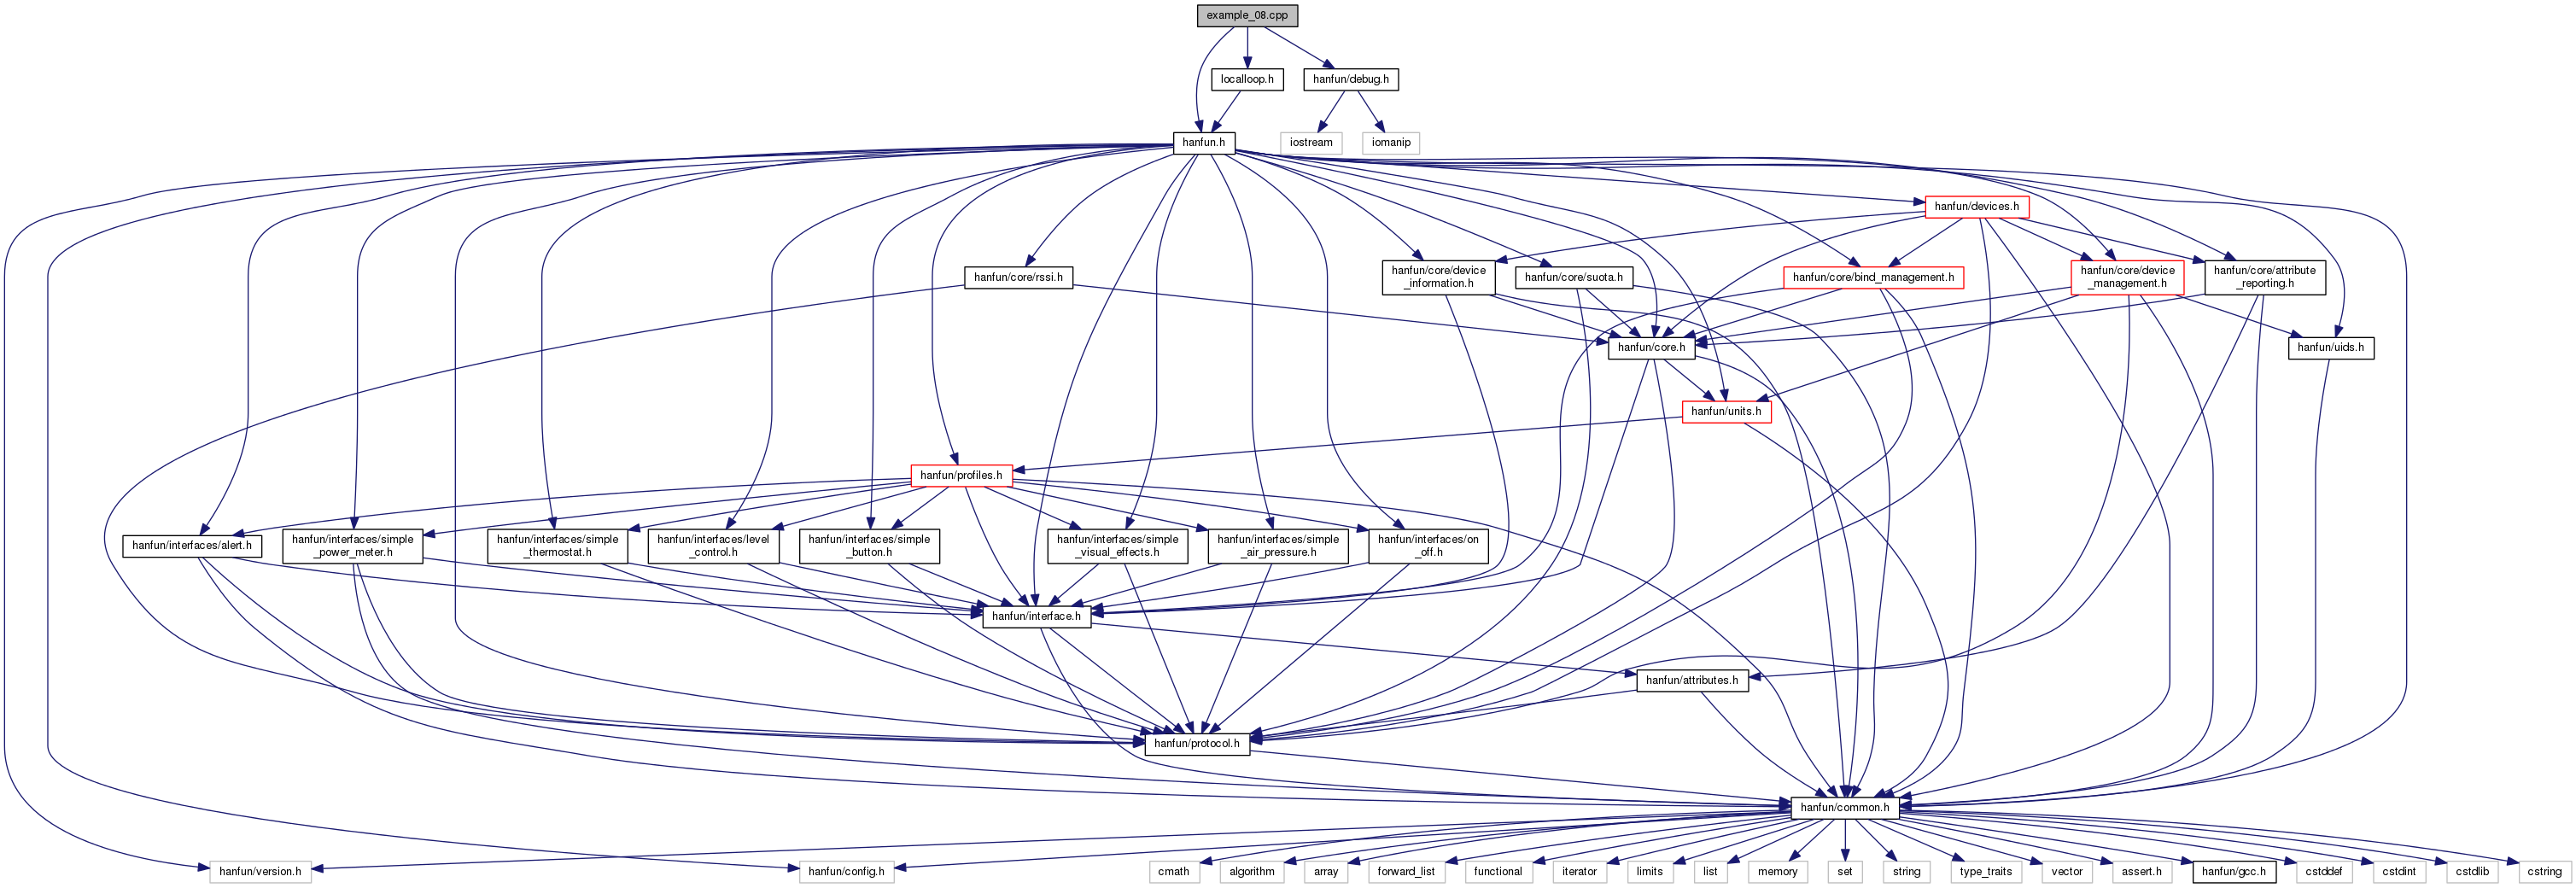 example_08.cpp
localloop.h
hanfun/debug.h
hanfun.h
iostream
iomanip
hanfun/devices.h
hanfun/core/rssi.h
hanfun/core/device
_information.h
hanfun/core/suota.h
hanfun/core/bind_management.h
hanfun/core/device
_management.h
hanfun/core/attribute
_reporting.h
hanfun/core.h
hanfun/uids.h
hanfun/units.h
hanfun/profiles.h
hanfun/interfaces/alert.h
hanfun/interfaces/simple
_power_meter.h
hanfun/interfaces/simple
_thermostat.h
hanfun/interfaces/level
_control.h
hanfun/interfaces/simple
_button.h
hanfun/interfaces/simple
_visual_effects.h
hanfun/interfaces/simple
_air_pressure.h
hanfun/interfaces/on
_off.h
hanfun/interface.h
hanfun/attributes.h
hanfun/protocol.h
hanfun/common.h
hanfun/version.h
hanfun/config.h
cmath
algorithm
array
forward_list
functional
iterator
limits
list
memory
set
string
type_traits
vector
assert.h
hanfun/gcc.h
cstddef
cstdint
cstdlib
cstring